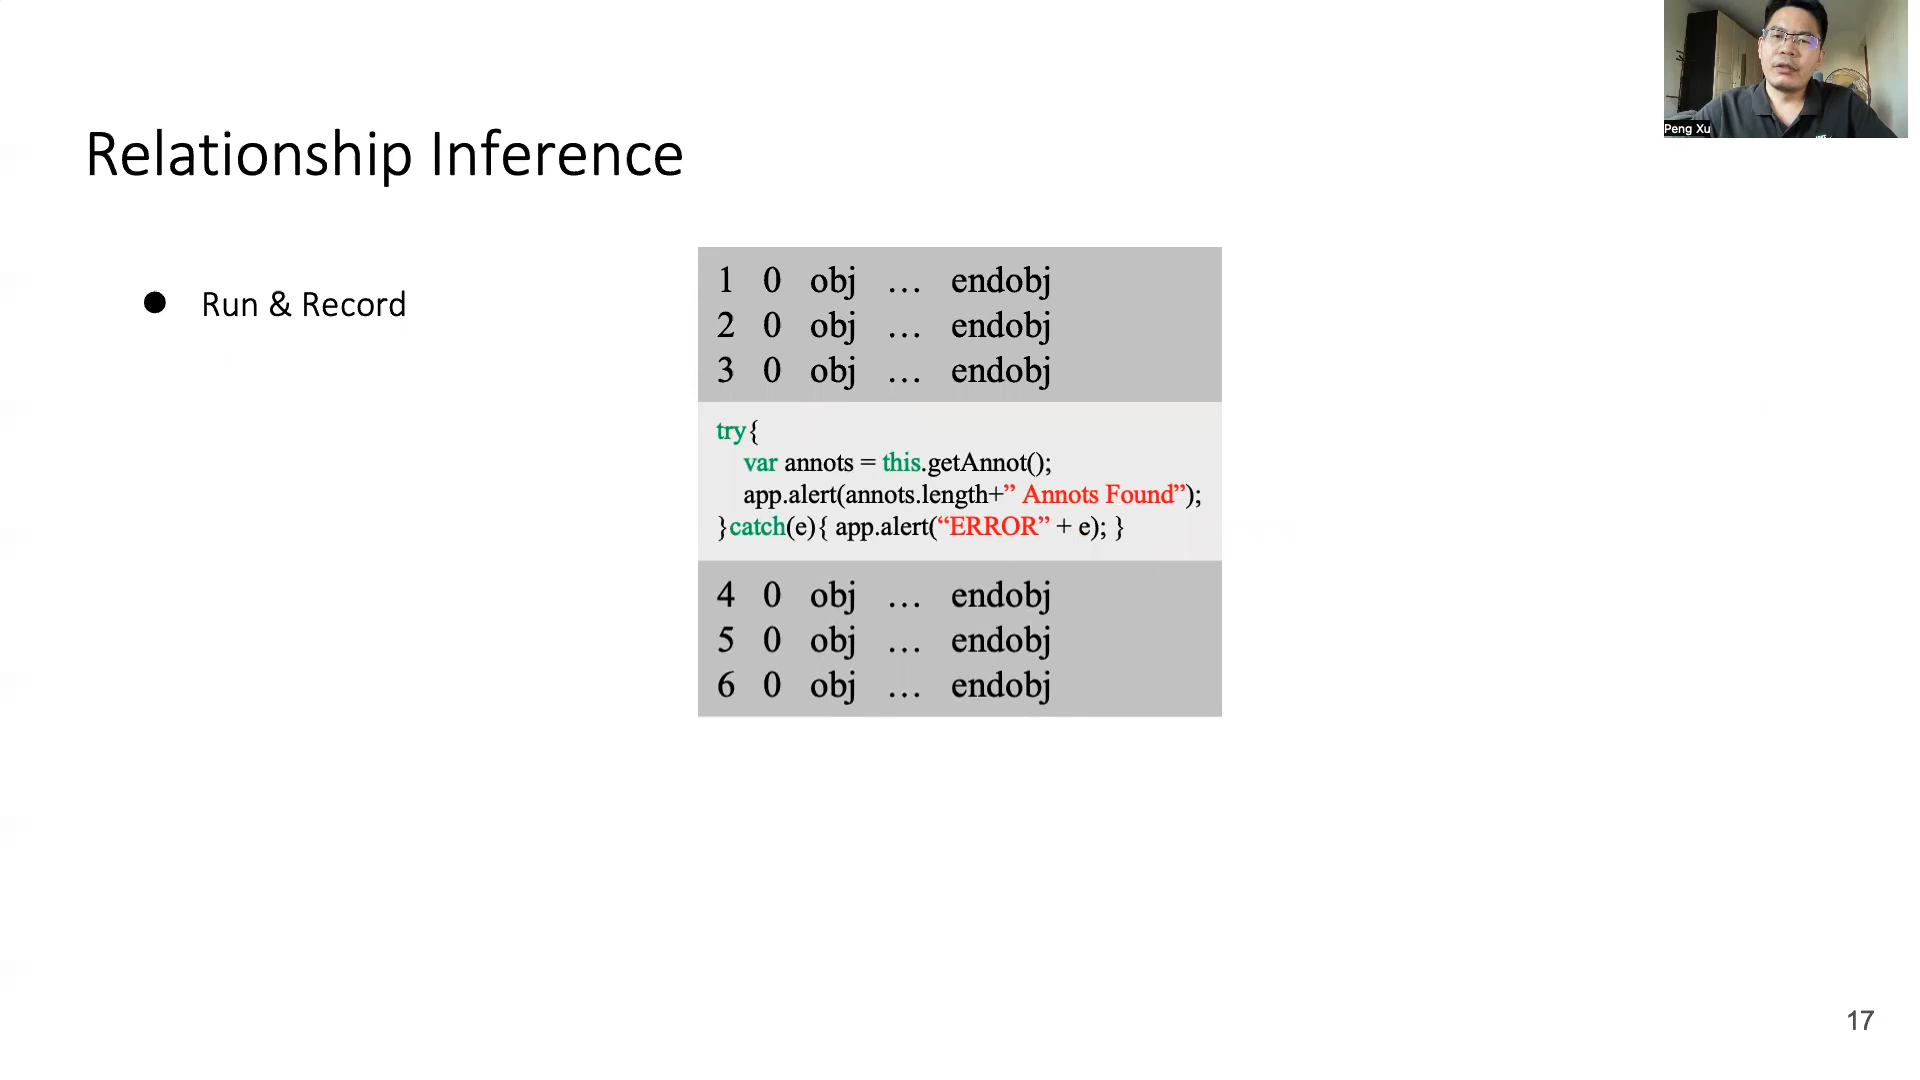 Peng Xu
Relationship Inference
● Run & Record
1 0 obj … endobj
2 0 obj … endobj
3 0 obj … endobj
try{
var annots = this.getAnnot();
app.alert(annots.length+” Annots Found”);
}catch(e){ app.alert(“ERROR” + e); }
4 0 obj … endobj
5 0 obj … endobj
6 0 obj … endobj
17